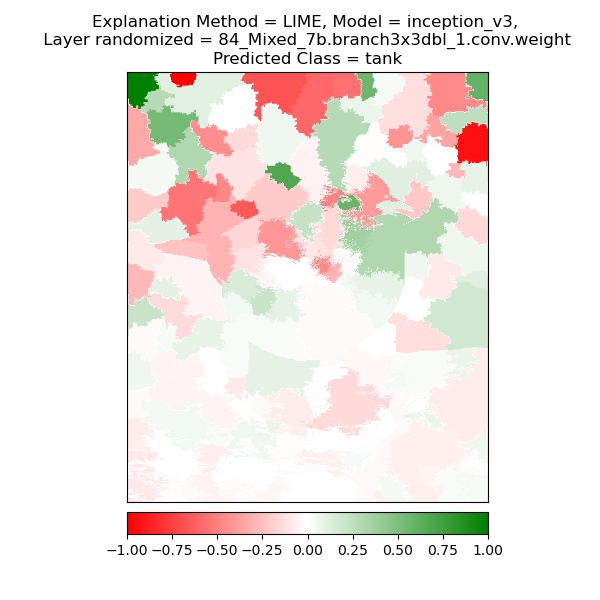 Explanation Method = LIME, Model = inception_v3,
Layer randomized = 84_Mixed_7b.branch3x3dbl_1.conv.weight
Predicted Class = tank
−1.00 −0.75 −0.50 −0.25 0.00 0.25 0.50 0.75 1.00